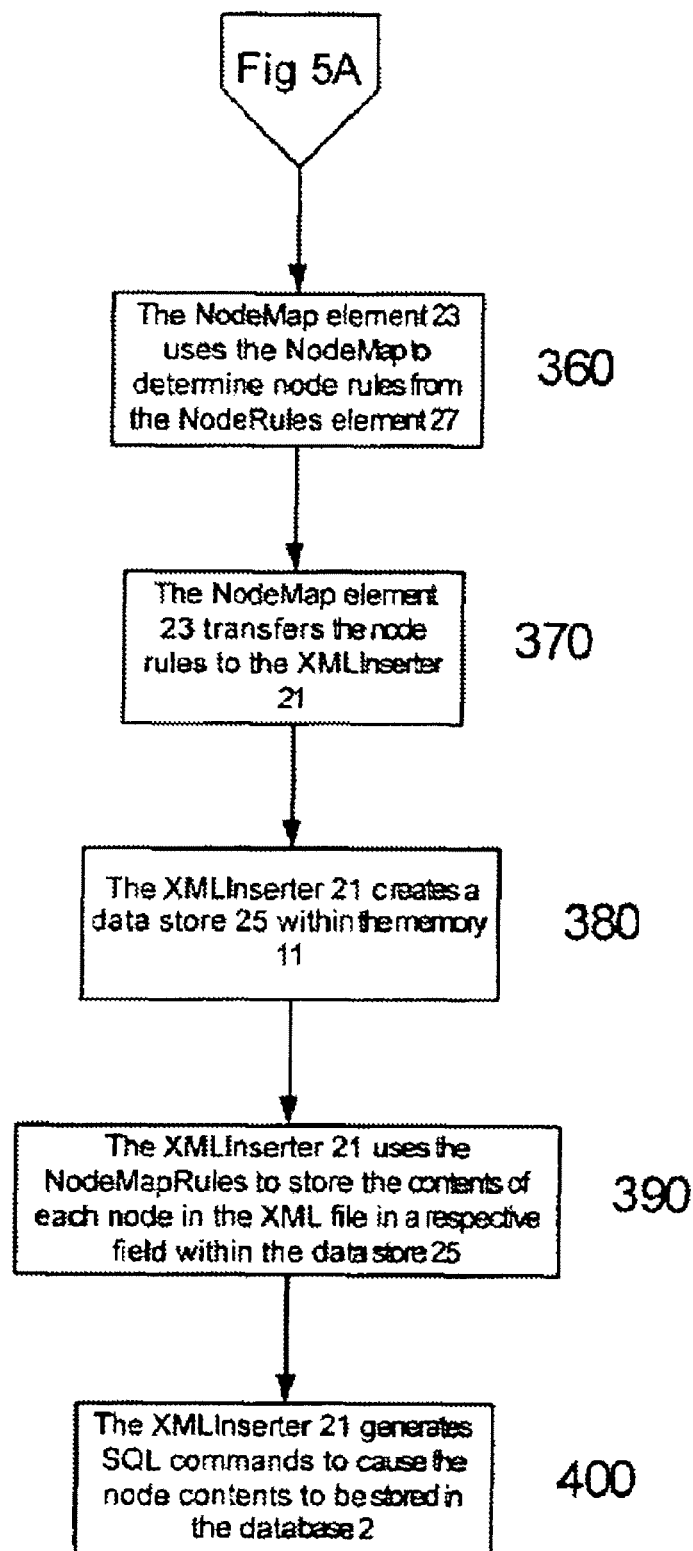 Fig 5A
The NodeMap element 23
uses the NodeMap to
determine node rules from
the NodeRules element 27
360
The NodeMap element
23 transfers the node
rules to the XMLInserter
21
370
The XMLInserter 21 creates a
data store 25 within the memory
11
380
The XMLInserter 21 uses the
NodeMapRules to store the contents of
each node in the XML file in a respective
field within the data store 25
390
The XMLInserter 21 generates
SQL commands to cause the
node contents to be stored in
the database 2
400